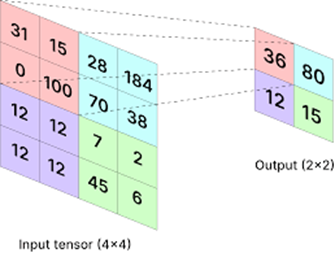 31 15 28 184
0 100 70 38
12 12 7 2
12 12 45 6
Input tensor (4×4)
36 80
12 15
Output (2×2)